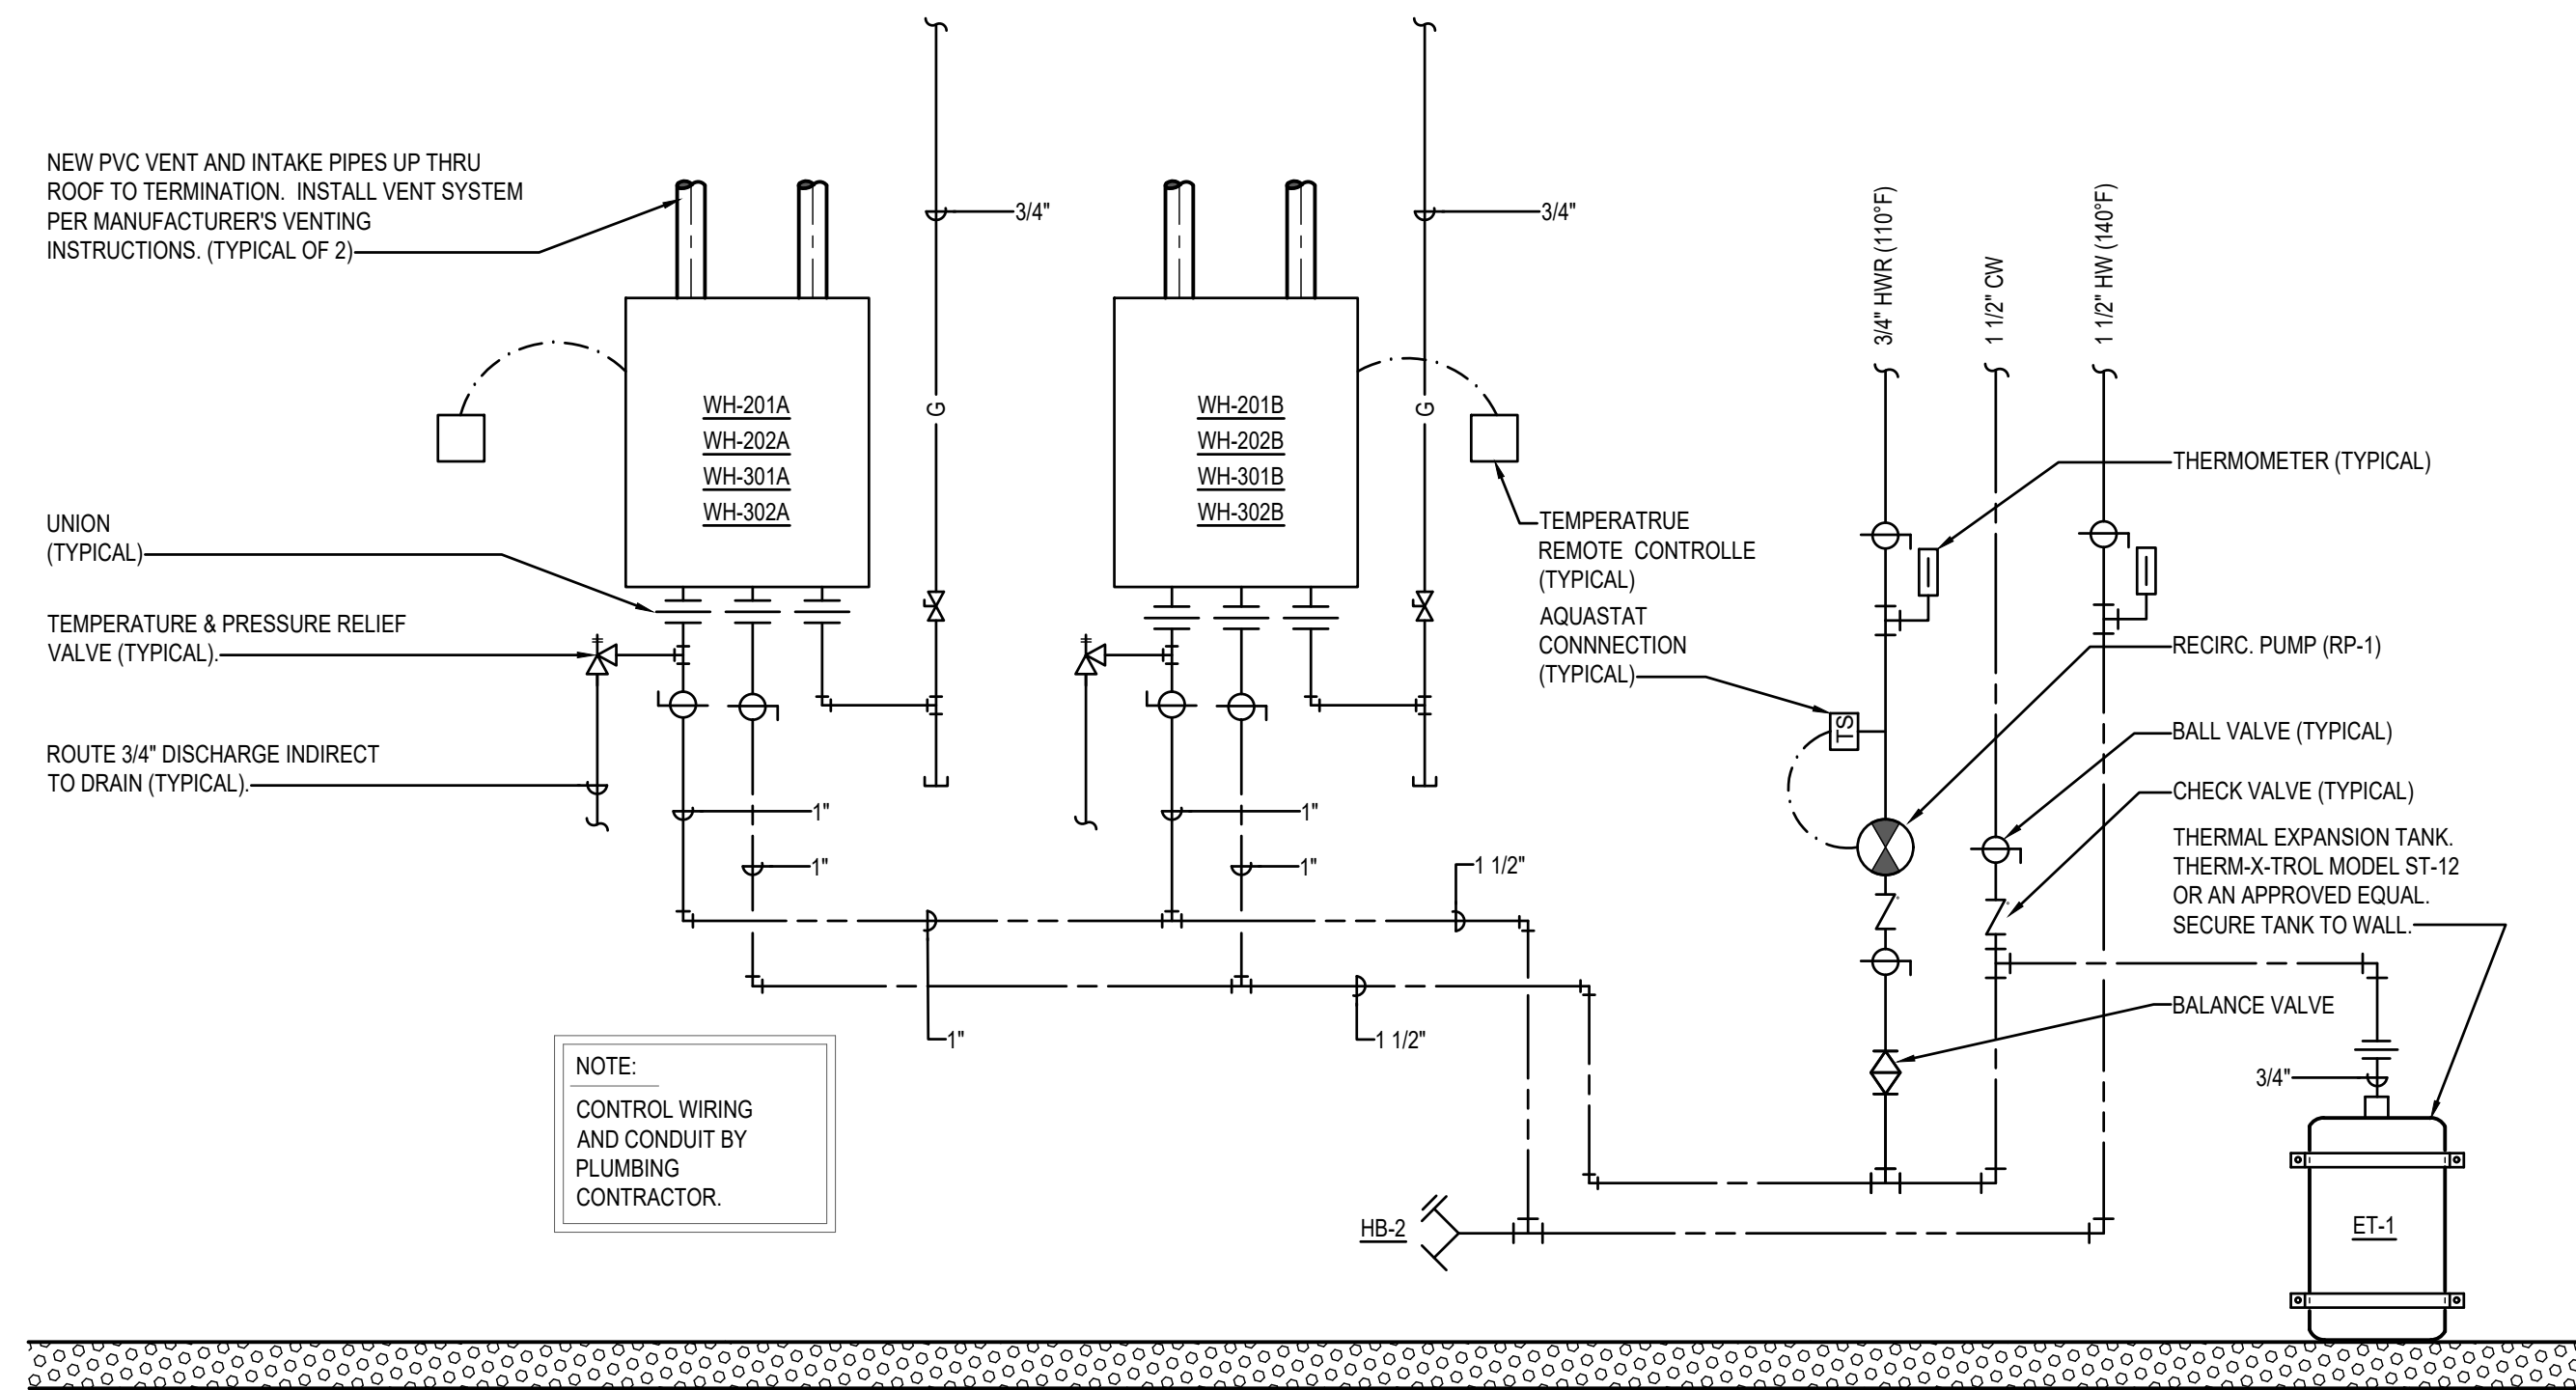 NEW PVC VENT AND INTAKE PIPES UP THRU
ROOF TO TERMINATION. INSTALL VENT SYSTEM
PER MANUFACTURER'S VENTING
INSTRUCTIONS. (TYPICAL OF 2)
UNION
(TYPICAL)
TEMPERATURE & PRESSURE RELIEF
VALVE (TYPICAL).
ROUTE 3/4" DISCHARGE INDIRECT
TO DRAIN (TYPICAL).
WH-201A
WH-202A
WH-301A
WH-302A
3/4"
G
1"
1"
1"
WH-201B
WH-202B
WH-301B
WH-302B
3/4"
G
1"
1"
1 1/2"
1 1/2"
NOTE:
CONTROL WIRING
AND CONDUIT BY
PLUMBING
CONTRACTOR.
TEMPERATRUE
REMOTE CONTROLLE
(TYPICAL)
AQUASTAT
CONNNECTION
(TYPICAL)
TS
3/4" HWR (110°F)
1 1/2" CW
1 1/2" HW (140°F)
THERMOMETER (TYPICAL)
RECIRC. PUMP (RP-1)
BALL VALVE (TYPICAL)
CHECK VALVE (TYPICAL)
THERMAL EXPANSION TANK.
THERM-X-TROL MODEL ST-12
OR AN APPROVED EQUAL.
SECURE TANK TO WALL.
BALANCE VALVE
3/4"
HB-2
ET-1